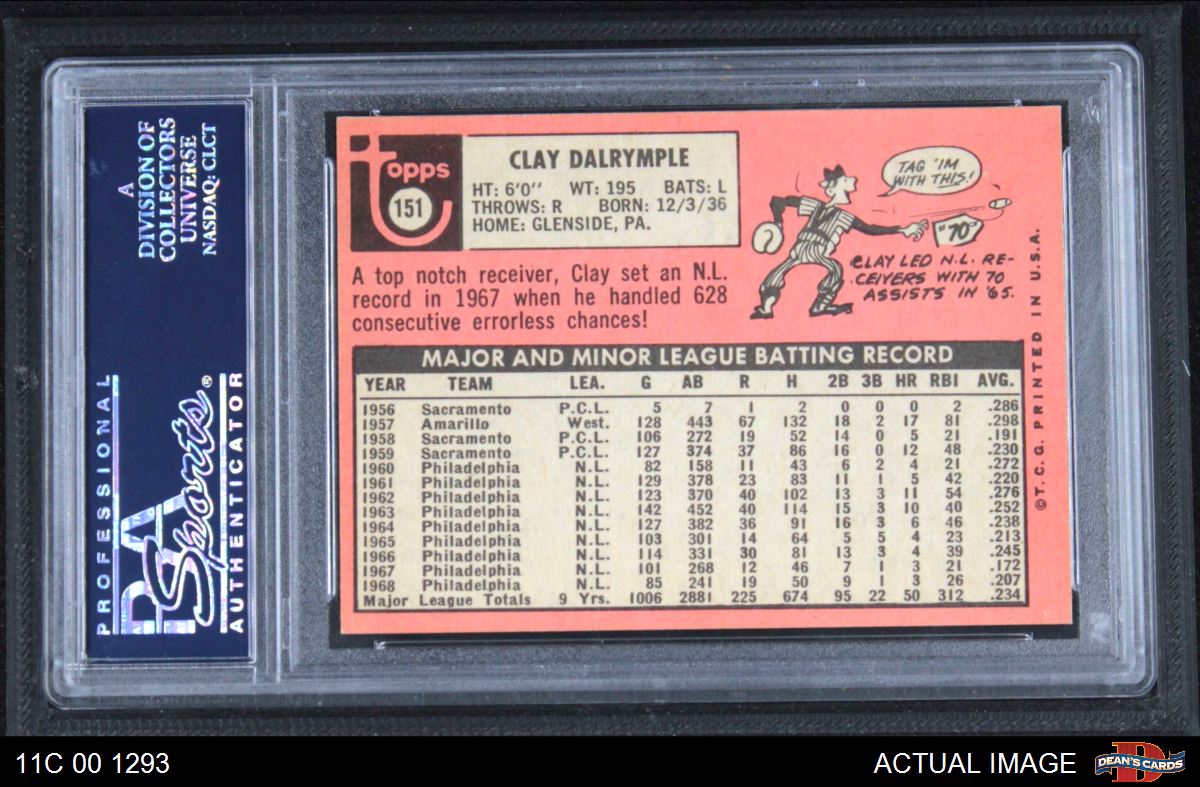 A
DIVISION OF
COLLECTORS
UNIVERSE
NASDAQ: CLCT
PROFESSIONAL
PSA
Sports®
AUTHENTICATOR
Topps
151
CLAY DALRYMPLE
HT: 6'0'' WT: 195 BATS: L
THROWS: R BORN: 12/3/36
HOME: GLENSIDE, PA.
TAG 'IM
WITH THIS!
#70
CLAY LED N.L. RE-
CEIVERS WITH 70
ASSISTS IN '65.
A top notch receiver, Clay set an N.L.
record in 1967 when he handled 628
consecutive errorless chances!
MAJOR AND MINOR LEAGUE BATTING RECORD
YEAR TEAM LEA. G AB R H 2B 3B HR RBI AVG.
1956 Sacramento P.C.L. 5 7 1 2 0 0 0 2 .286
1957 Amarillo West. 128 443 67 132 18 2 17 81 .298
1958 Sacramento P.C.L. 106 272 19 52 14 0 5 21 .191
1959 Sacramento P.C.L. 127 374 37 86 16 0 12 48 .230
1960 Philadelphia N.L. 82 158 11 43 6 2 4 21 .272
1961 Philadelphia N.L. 129 378 23 83 11 1 5 42 .220
1962 Philadelphia N.L. 123 370 40 102 13 3 11 54 .276
1963 Philadelphia N.L. 142 452 40 114 15 3 10 40 .252
1964 Philadelphia N.L. 127 382 36 91 16 3 6 46 .238
1965 Philadelphia N.L. 103 301 14 64 5 5 4 23 .213
1966 Philadelphia N.L. 114 331 30 81 13 3 4 39 .245
1967 Philadelphia N.L. 101 268 12 46 7 1 3 21 .172
1968 Philadelphia N.L. 85 241 19 50 9 1 3 26 .207
Major League Totals 9 Yrs. 1006 2881 225 674 95 22 50 312 .234
©T.C.G. PRINTED IN U.S.A.
11C 00 1293
ACTUAL IMAGE
D
DEAN'S CARDS